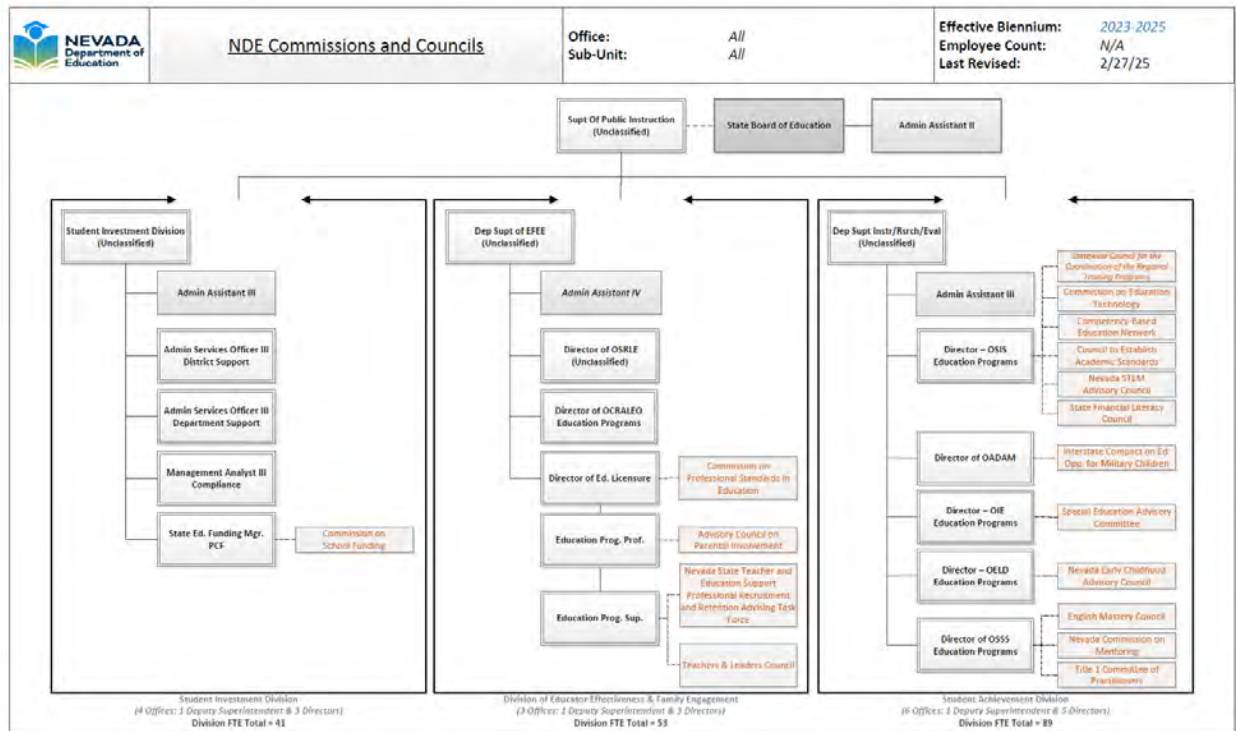 NEVADA
Department of
Education
NDE Commissions and Councils
Office: All
Sub-Unit: All
Effective Biennium: 2023-2025
Employee Count: N/A
Last Revised: 2/27/25
Supt Of Public Instruction
(Unclassified)
State Board of Education
Admin Assistant II
Student Investment Division
(Unclassified)
Admin Assistant III
Admin Services Officer III
District Support
Admin Services Officer III
Department Support
Management Analyst III
Compliance
State Ed. Funding Mgr.
PCF
Commission on
School Funding
Student Investment Division
(4 Offices: 1 Deputy Superintendent & 3 Directors)
Division FTE Total = 41
Dep Supt of EFEE
(Unclassified)
Admin Assistant IV
Director of OSRLE
(Unclassified)
Director of OCRALEO
Education Programs
Director of Ed. Licensure
Commission on
Professional Standards in
Education
Education Prog. Prof.
Advisory Council on
Parental Involvement
Education Prog. Sup.
Nevada State Teacher and
Education Support
Professional Recruitment
and Retention Advising Task
Force
Teachers & Leaders Council
Division of Educator Effectiveness & Family Engagement
(3 Offices: 1 Deputy Superintendent & 3 Directors)
Division FTE Total = 53
Dep Supt Instr/Rsrch/Eval
(Unclassified)
Admin Assistant III
Director – OSIS
Education Programs
Statewide Council for the
Coordination of the Regional
Training Programs
Commission on Education
Technology
Competency-Based
Education Network
Council to Establish
Academic Standards
Nevada STEM
Advisory Council
State Financial Literacy
Council
Director of OADAM
Interstate Compact on Ed
Opp. for Military Children
Director – OIE
Education Programs
Special Education Advisory
Committee
Director – OELD
Education Programs
Nevada Early Childhood
Advisory Council
Director of OSSS
Education Programs
English Mastery Council
Nevada Commission on
Mentoring
Title 1 Committee of
Practitioners
Student Achievement Division
(6 Offices: 1 Deputy Superintendent & 5 Directors)
Division FTE Total = 89